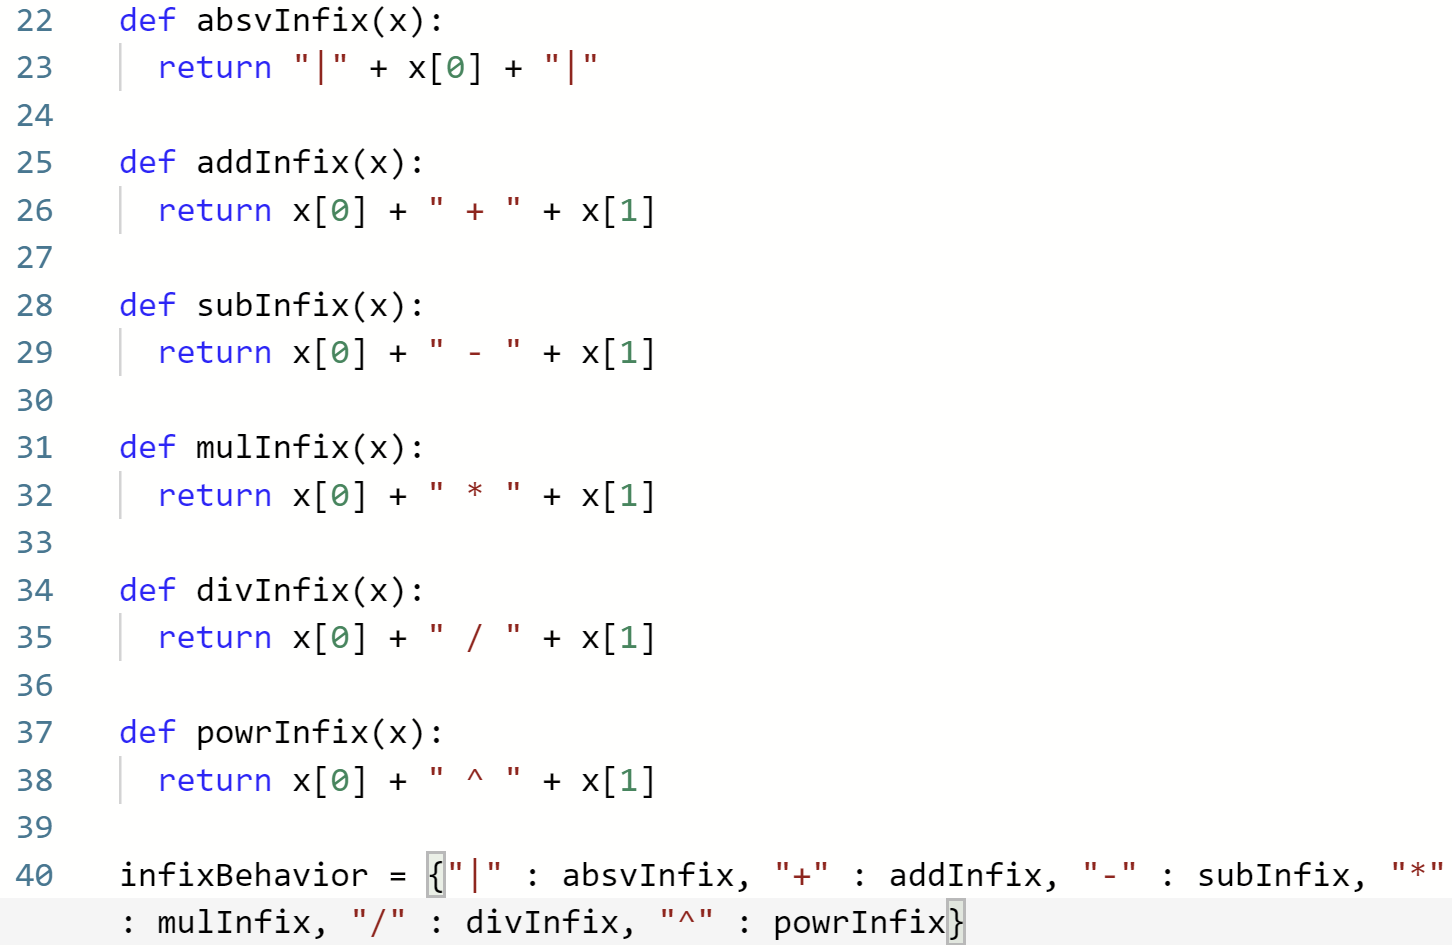 22 def absvInfix(x):
23 return "|" + x[0] + "|"
24
25 def addInfix(x):
26 return x[0] + " + " + x[1]
27
28 def subInfix(x):
29 return x[0] + " - " + x[1]
30
31 def mulInfix(x):
32 return x[0] + " * " + x[1]
33
34 def divInfix(x):
35 return x[0] + " / " + x[1]
36
37 def powrInfix(x):
38 return x[0] + " ^ " + x[1]
39
40 infixBehavior = {"|" : absvInfix, "+" : addInfix, "-" : subInfix, "*"
: mulInfix, "/" : divInfix, "^" : powrInfix}